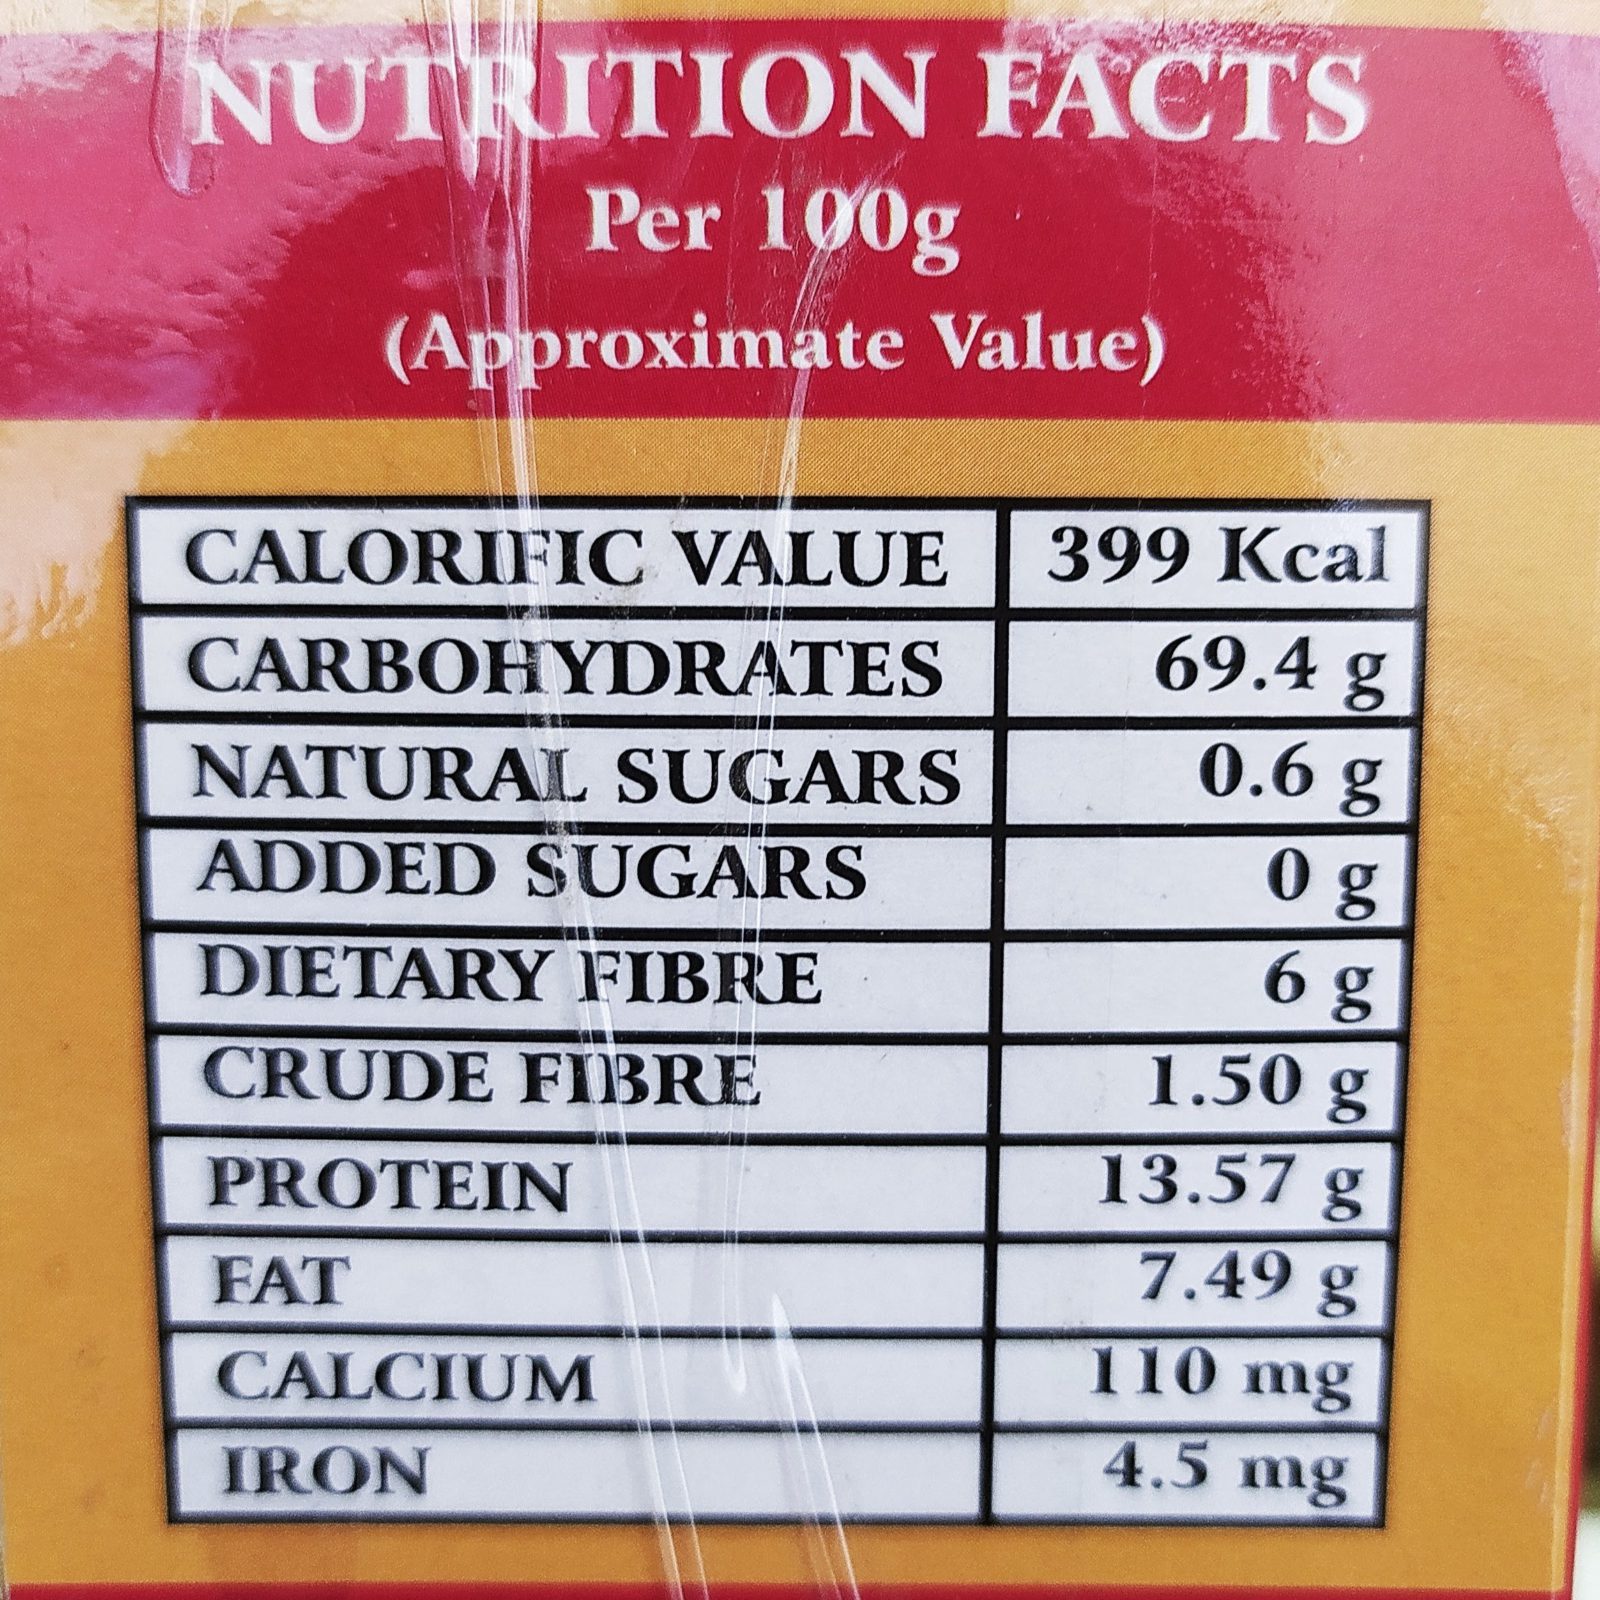 NUTRITION FACTS
Per 100g
(Approximate Value)
CALORIFIC VALUE 399 Kcal
CARBOHYDRATES 69.4 g
NATURAL SUGARS 0.6 g
ADDED SUGARS 0 g
DIETARY FIBRE 6 g
CRUDE FIBRE 1.50 g
PROTEIN 13.57 g
FAT 7.49 g
CALCIUM 110 mg
IRON 4.5 mg